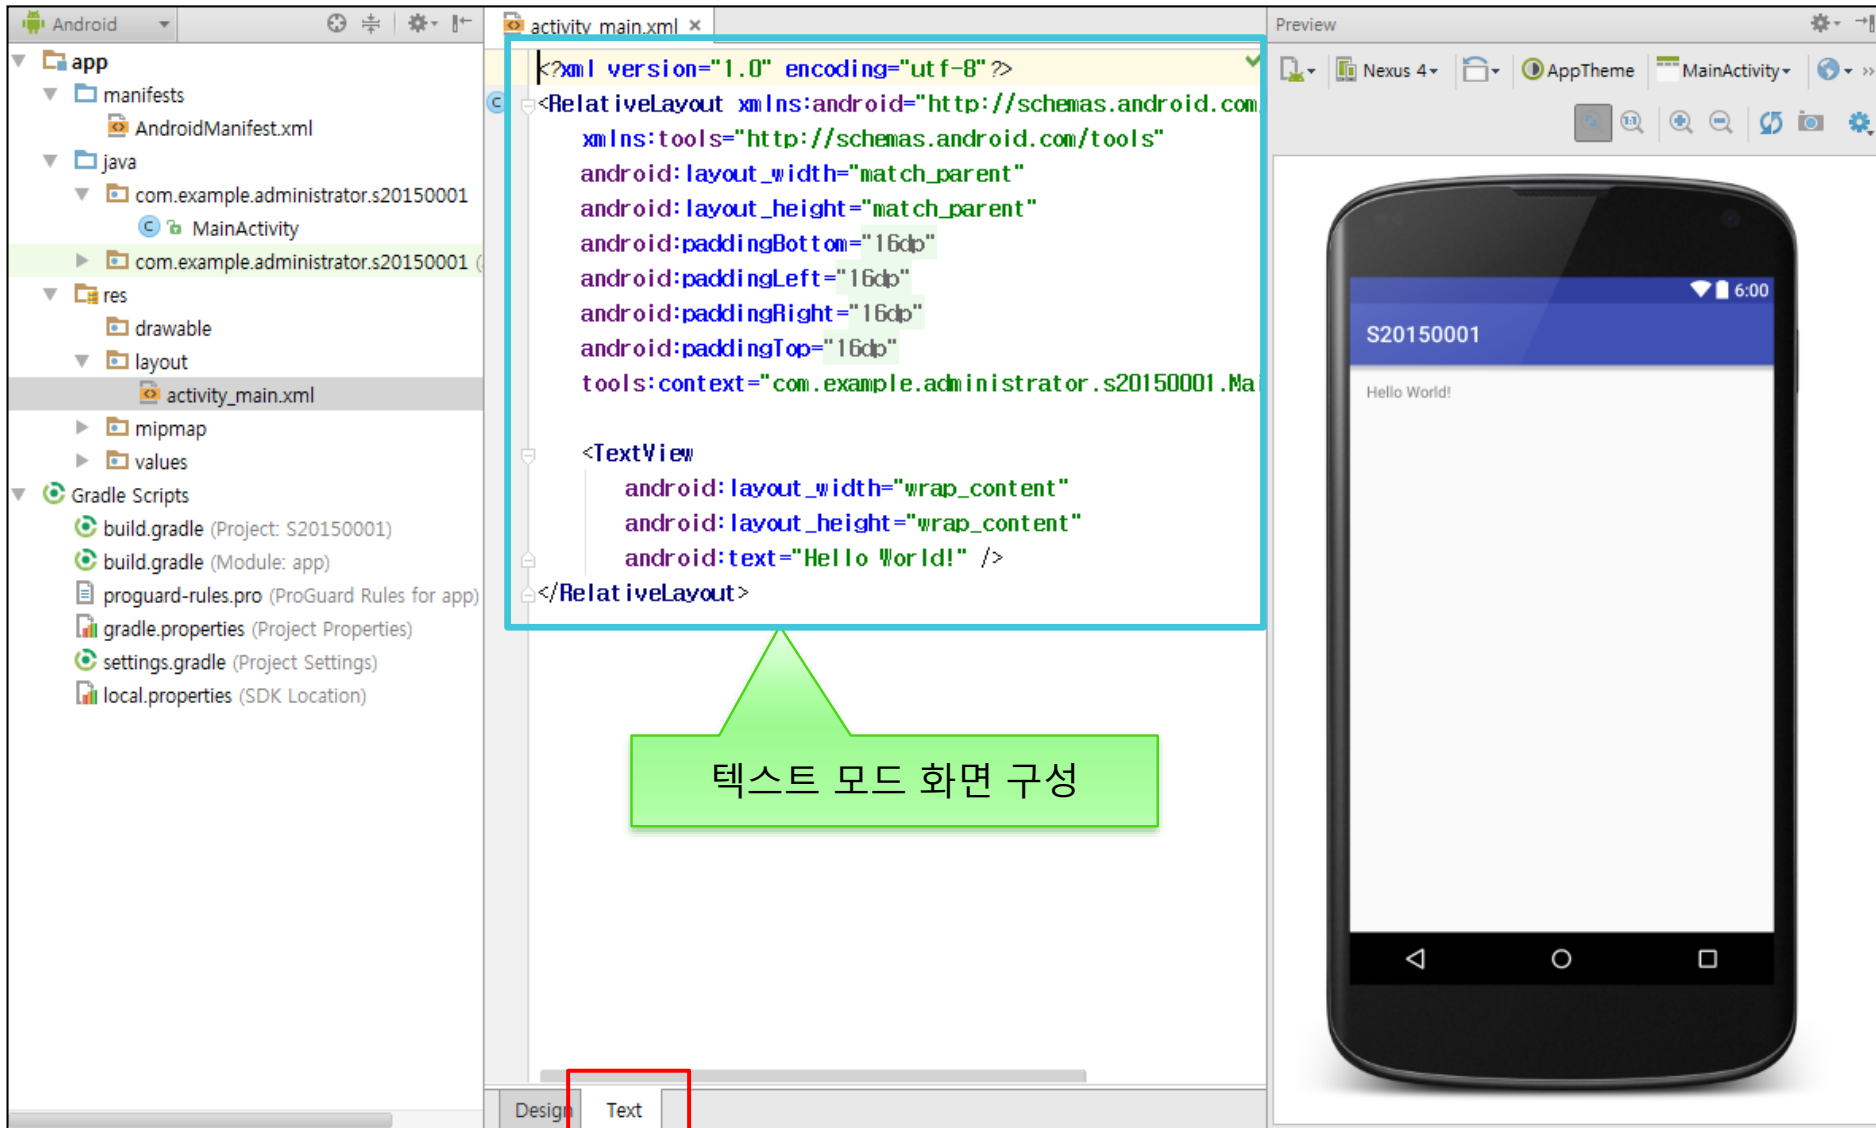 Android
app
manifests
AndroidManifest.xml
java
com.example.administrator.s20150001
MainActivity
com.example.administrator.s20150001 (
res
drawable
layout
activity_main.xml
mipmap
values
Gradle Scripts
build.gradle (Project: S20150001)
build.gradle (Module: app)
proguard-rules.pro (ProGuard Rules for app)
gradle.properties (Project Properties)
settings.gradle (Project Settings)
local.properties (SDK Location)
activity_main.xml
<?xml version="1.0" encoding="utf-8"?>
<RelativeLayout xmlns:android="http://schemas.android.com/
xmlns:tools="http://schemas.android.com/tools"
android:layout_width="match_parent"
android:layout_height="match_parent"
android:paddingBottom="16dp"
android:paddingLeft="16dp"
android:paddingRight="16dp"
android:paddingTop="16dp"
tools:context="com.example.administrator.s20150001.Mai
<TextView
android:layout_width="wrap_content"
android:layout_height="wrap_content"
android:text="Hello World!" />
</RelativeLayout>
텍스트 모드 화면 구성
Design Text
Preview
Nexus 4 AppTheme MainActivity
1:1
6:00
S20150001
Hello World!